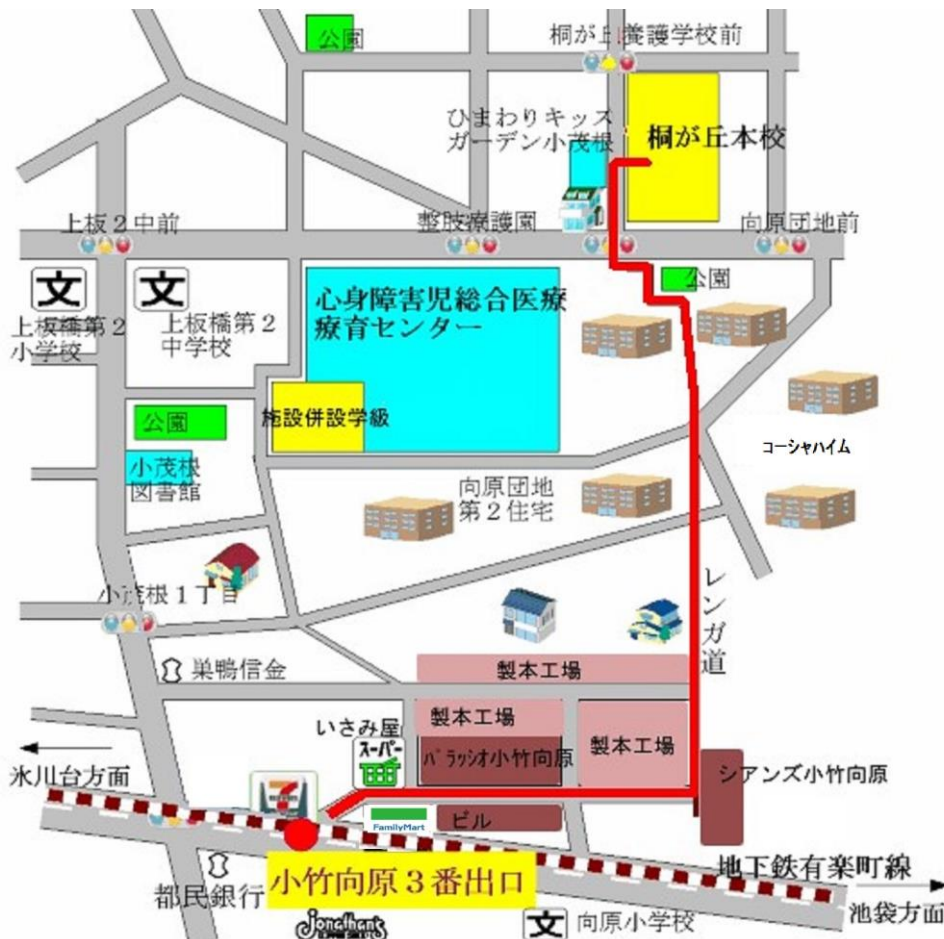 公園
桐が丘養護学校前
ひまわりキッズ
ガーデン小茂根
桐が丘本校
上板2中前
整肢療護園
向原団地前
文
文
公園
心身障害児総合医療
療育センター
上板橋第2
小学校
上板橋第2
中学校
施設併設学級
公園
コーシャハイム
小茂根
図書館
向原団地
第2住宅
レンガ道
小茂根1丁目
巣鴨信金
製本工場
製本工場
いさみ屋
スーパー
パラッシオ小竹向原
製本工場
シアンズ小竹向原
氷川台方面
FamilyMart
ビル
小竹向原3番出口
地下鉄有楽町線
都民銀行
池袋方面
Jonathan's
文
向原小学校